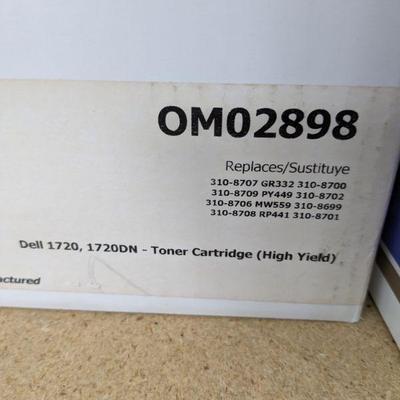 OM02898
Replaces/Sustituye
310-8707 GR332 310-8700
310-8709 PY449 310-8702
310-8706 MW559 310-8699
310-8708 RP441 310-8701
Dell 1720, 1720DN - Toner Cartridge (High Yield)
actured